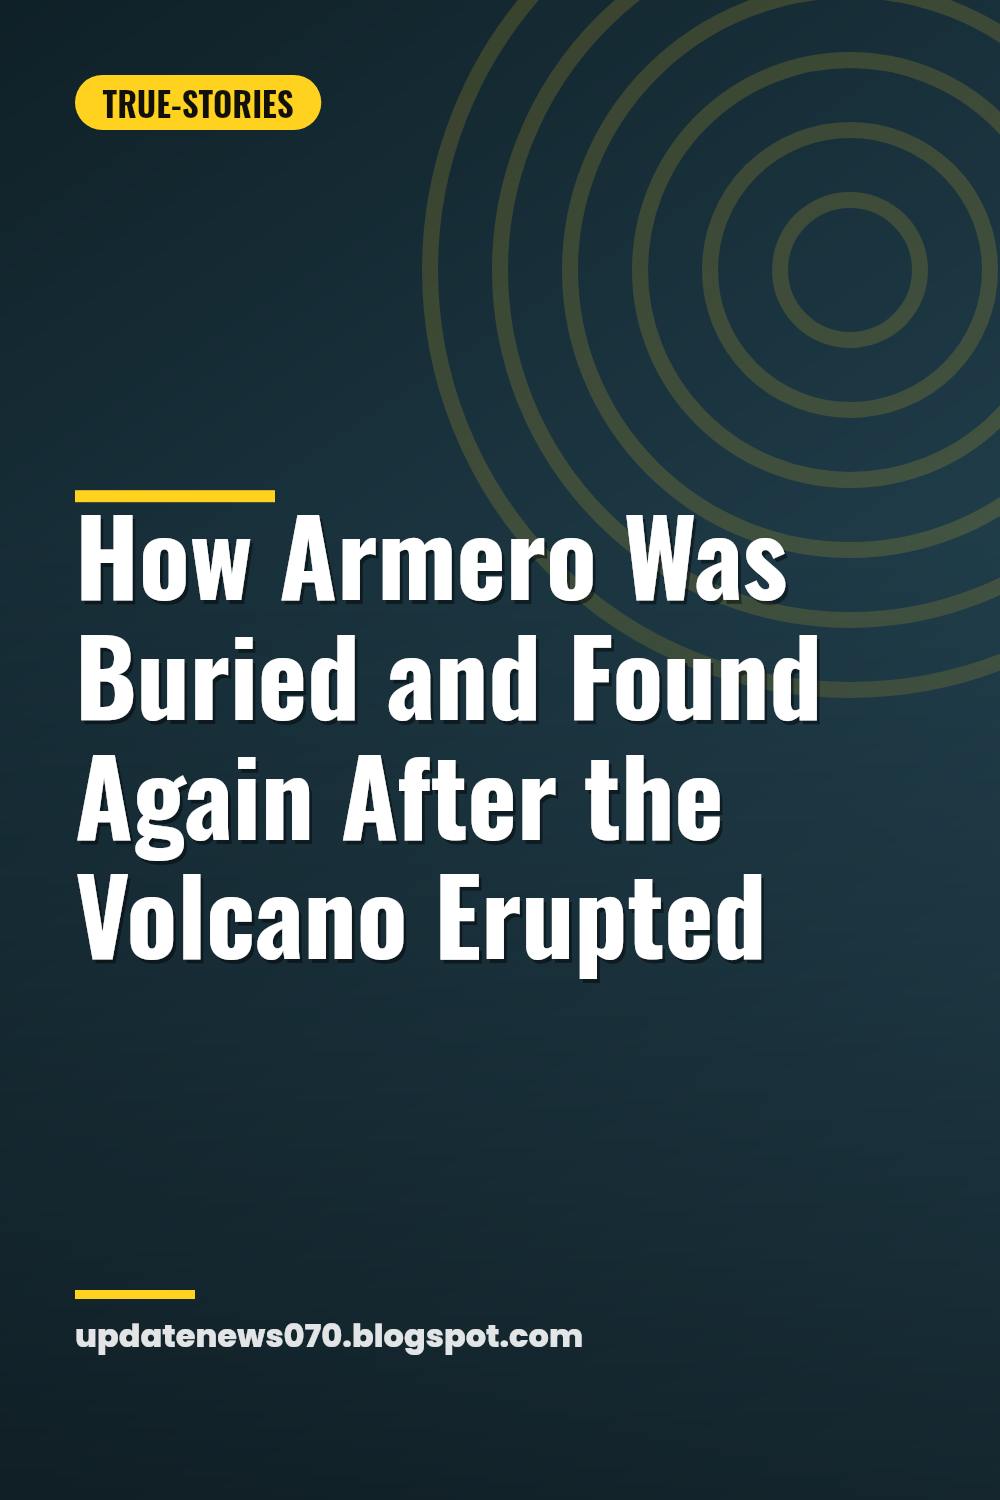 TRUE-STORIES
How Armero Was
Buried and Found
Again After the
Volcano Erupted
updatenews070.blogspot.com